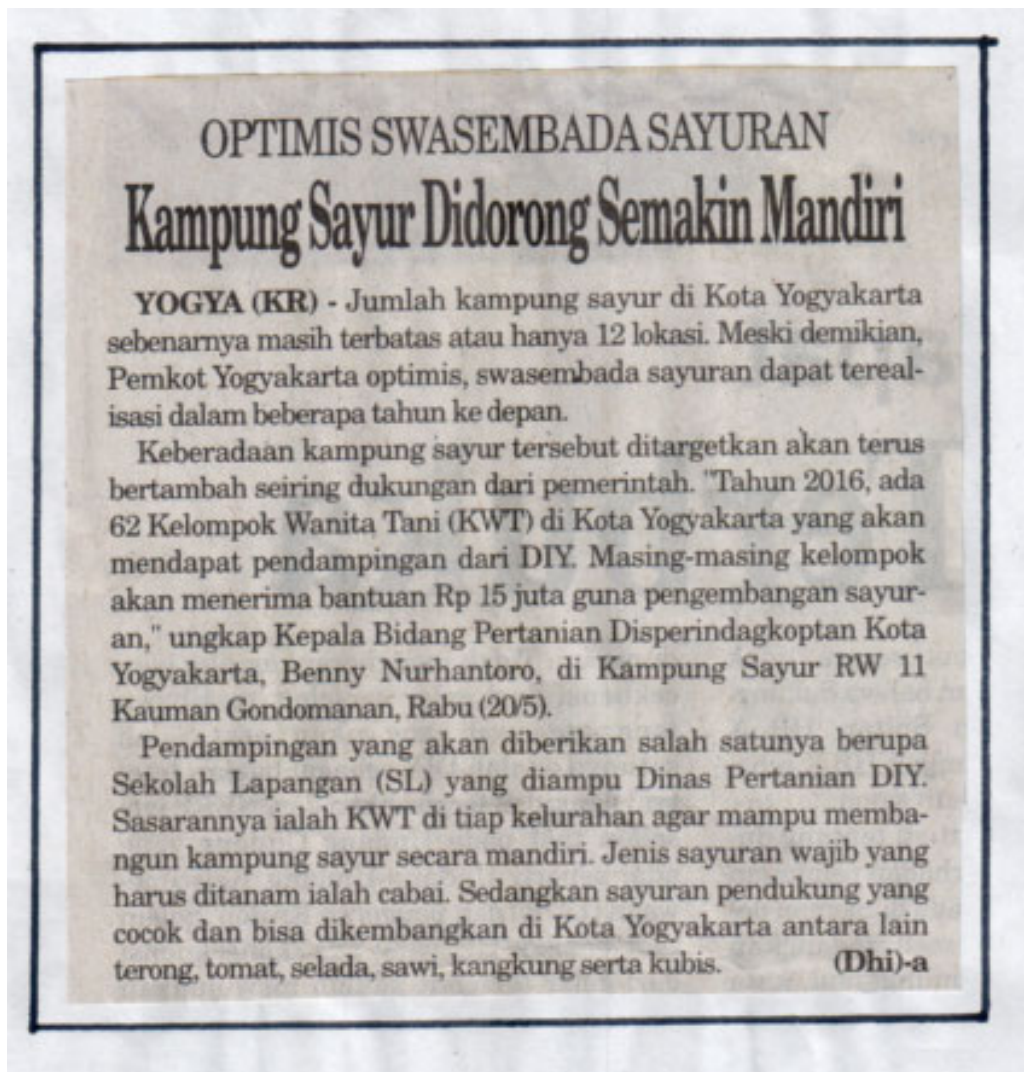 OPTIMIS SWASEMBADA SAYURAN
Kampung Sayur Didorong Semakin Mandiri
YOGYA (KR) - Jumlah kampung sayur di Kota Yogyakarta
sebenarnya masih terbatas atau hanya 12 lokasi. Meski demikian,
Pemkot Yogyakarta optimis, swasembada sayuran dapat tereal-
isasi dalam beberapa tahun ke depan.
Keberadaan kampung sayur tersebut ditargetkan akan terus
bertambah seiring dukungan dari pemerintah. "Tahun 2016, ada
62 Kelompok Wanita Tani (KWT) di Kota Yogyakarta yang akan
mendapat pendampingan dari DIY. Masing-masing kelompok
akan menerima bantuan Rp 15 juta guna pengembangan sayur-
an," ungkap Kepala Bidang Pertanian Disperindagkoptan Kota
Yogyakarta, Benny Nurhantoro, di Kampung Sayur RW 11
Kauman Gondomanan, Rabu (20/5).
Pendampingan yang akan diberikan salah satunya berupa
Sekolah Lapangan (SL) yang diampu Dinas Pertanian DIY.
Sasarannya ialah KWT di tiap kelurahan agar mampu memba-
ngun kampung sayur secara mandiri. Jenis sayuran wajib yang
harus ditanam ialah cabai. Sedangkan sayuran pendukung yang
cocok dan bisa dikembangkan di Kota Yogyakarta antara lain
terong, tomat, selada, sawi, kangkung serta kubis. (Dhi)-a